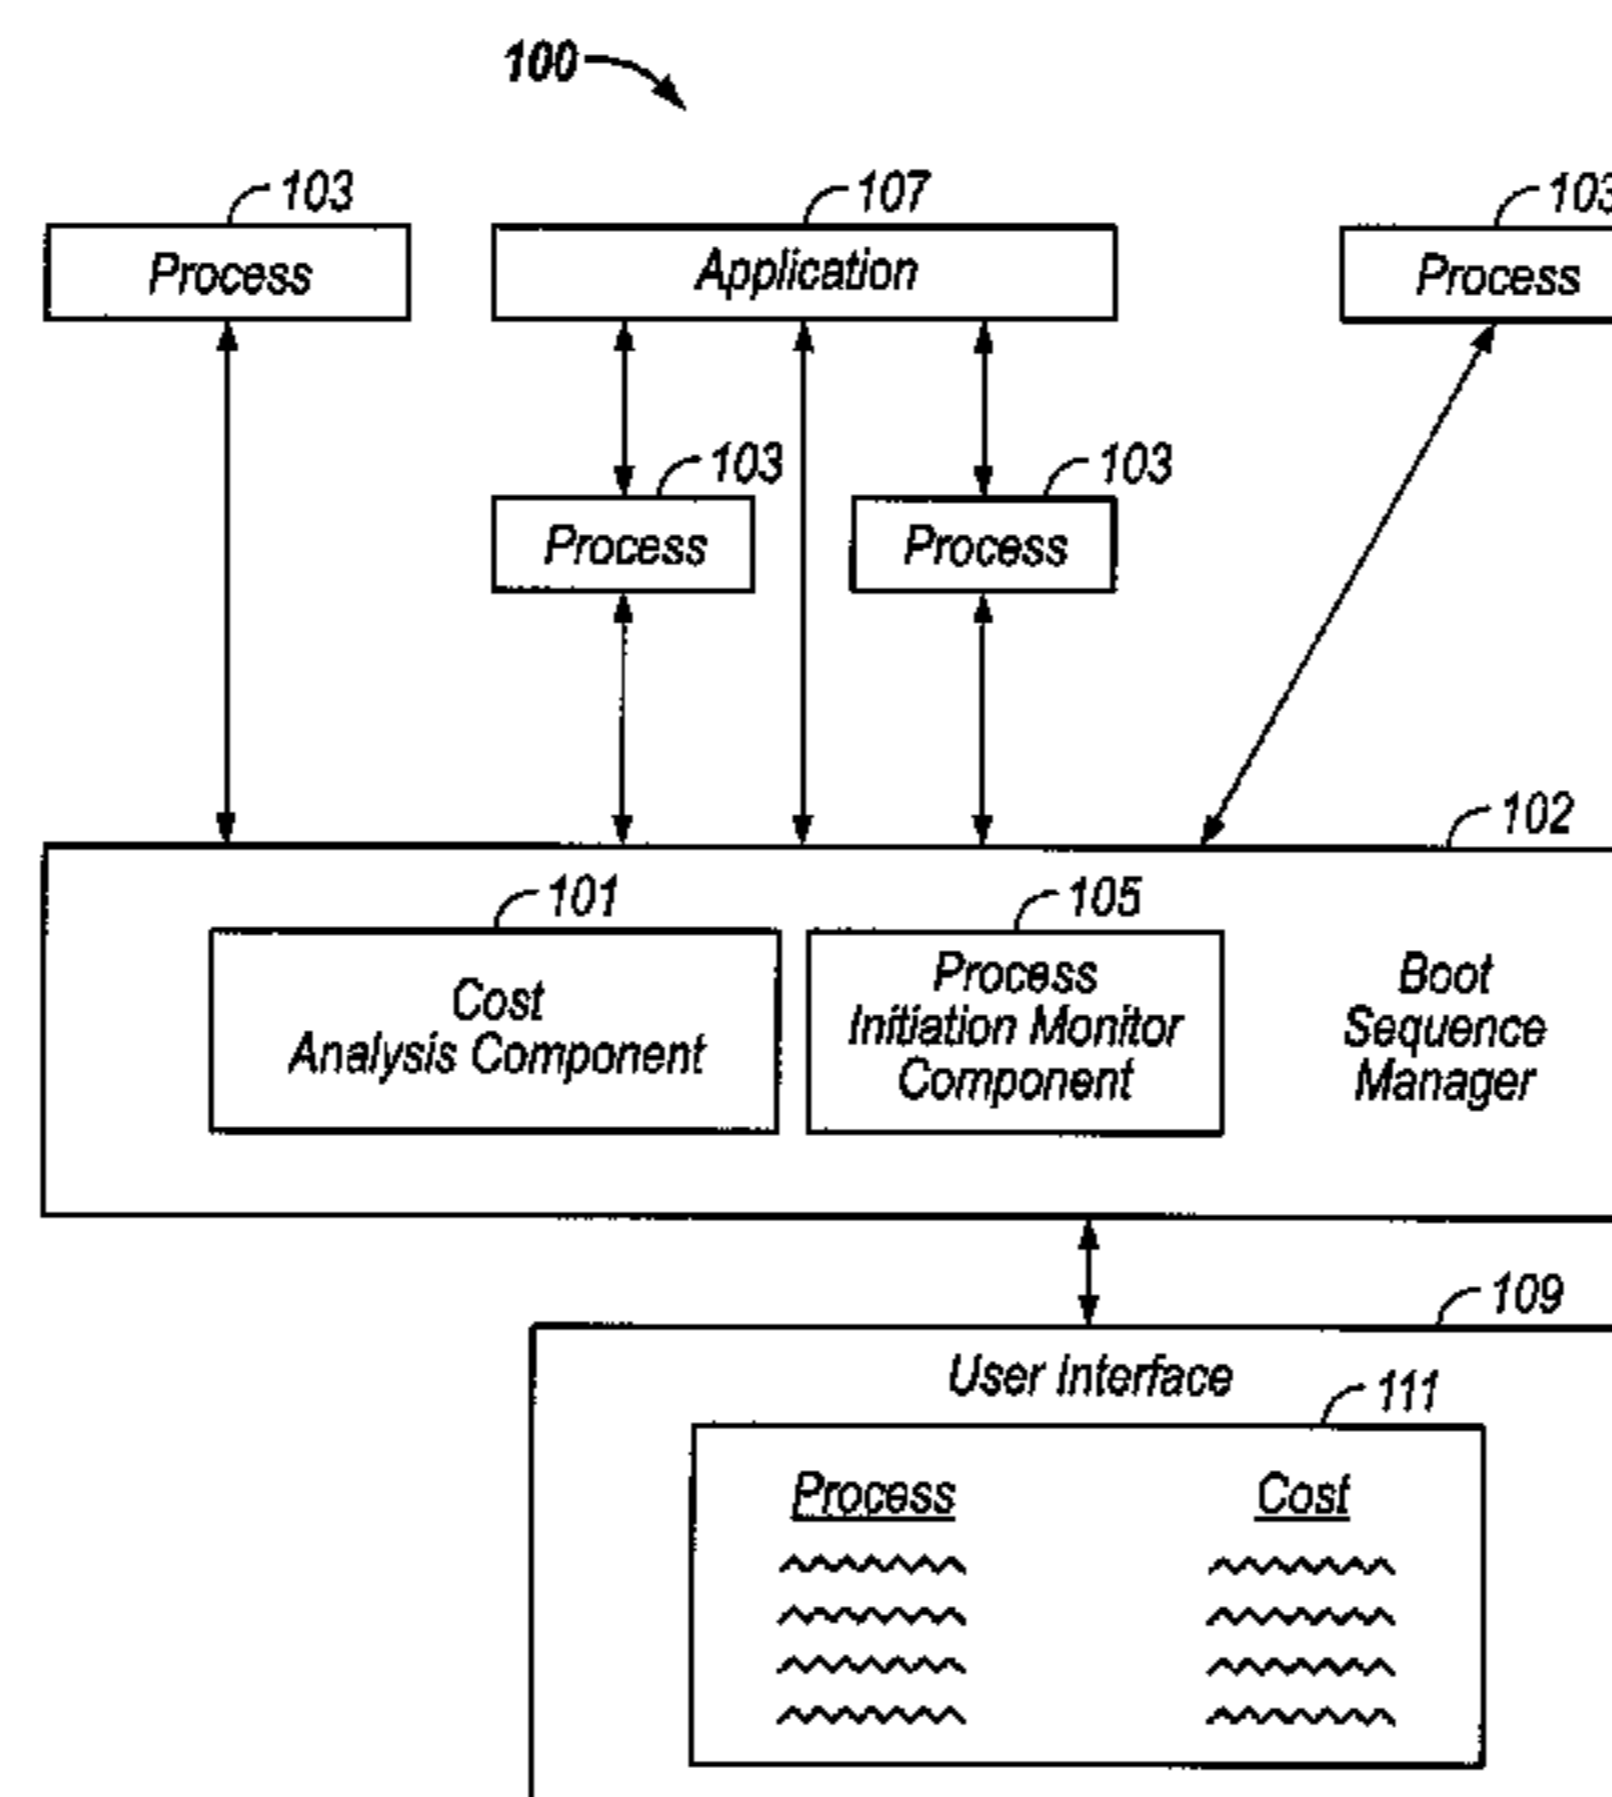 100
103
107
103
Process
Application
Process
103
103
Process
Process
102
101
105
Cost
Analysis Component
Process
Initiation Monitor
Component
Boot
Sequence
Manager
109
User Interface
111
Process
Cost